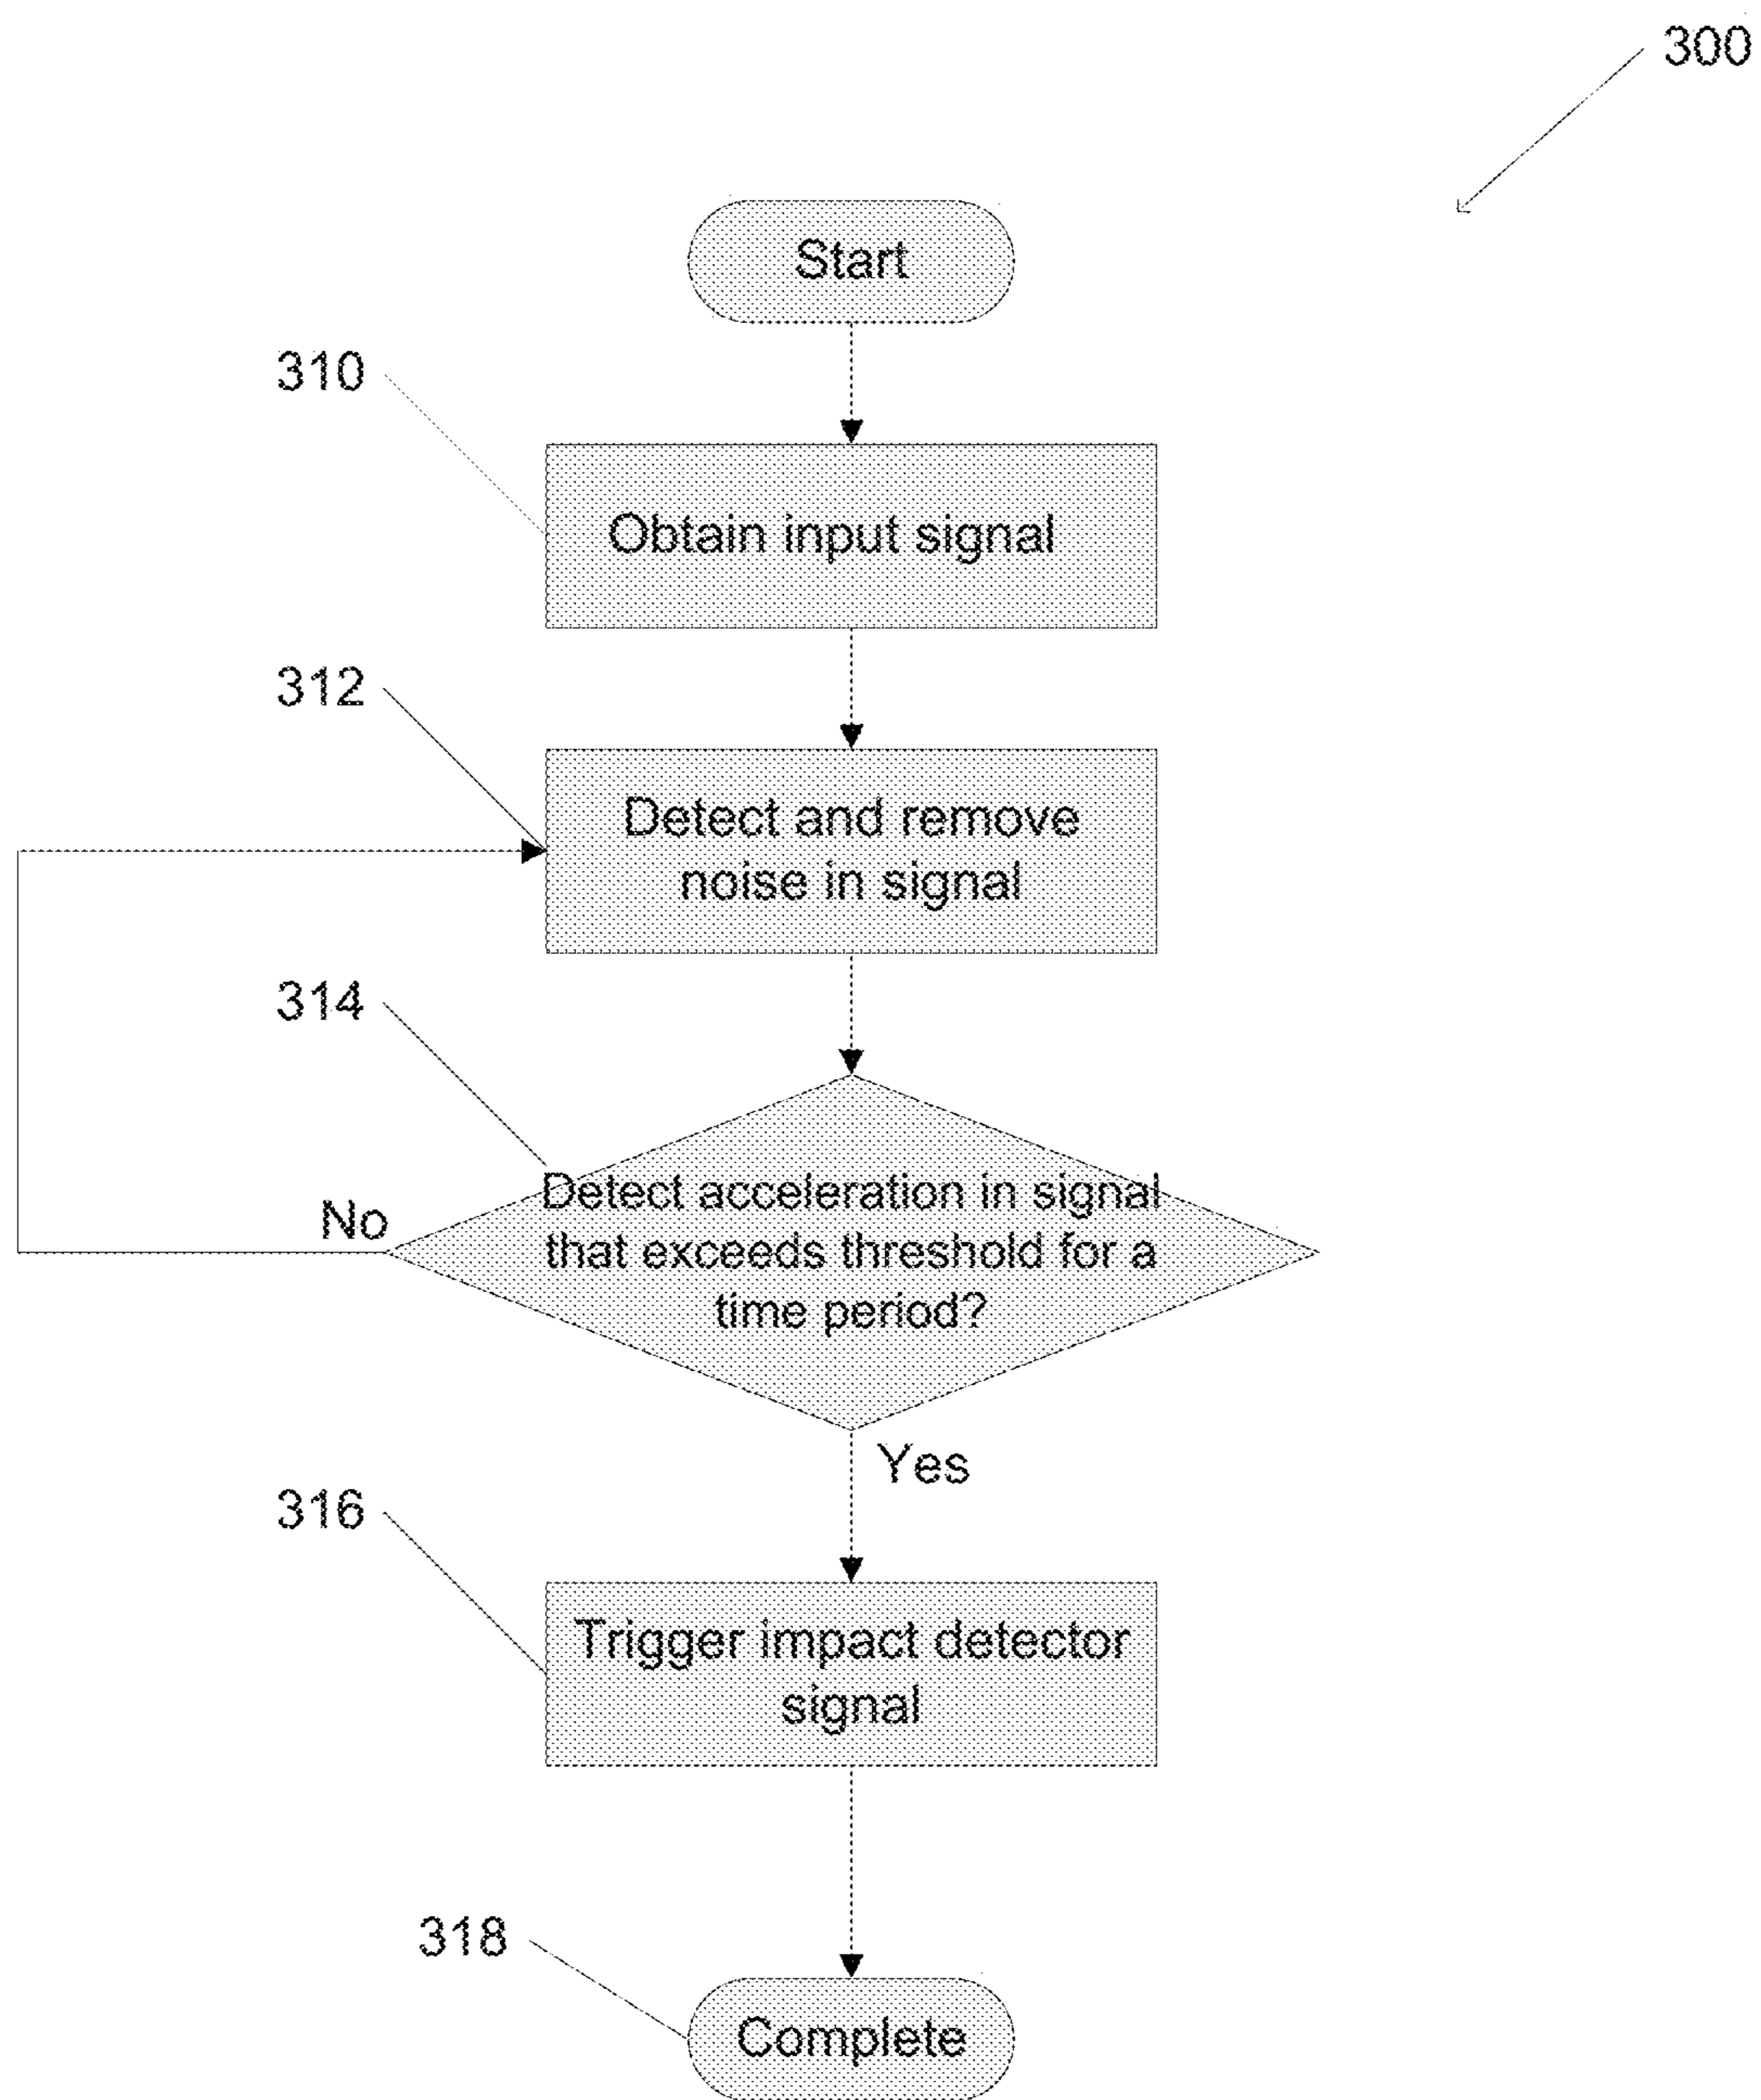 300
Start
310
Obtain input signal
312
Detect and remove
noise in signal
314
Detect acceleration in signal
that exceeds threshold for a
time period?
No
Yes
316
Trigger impact detector
signal
318
Complete